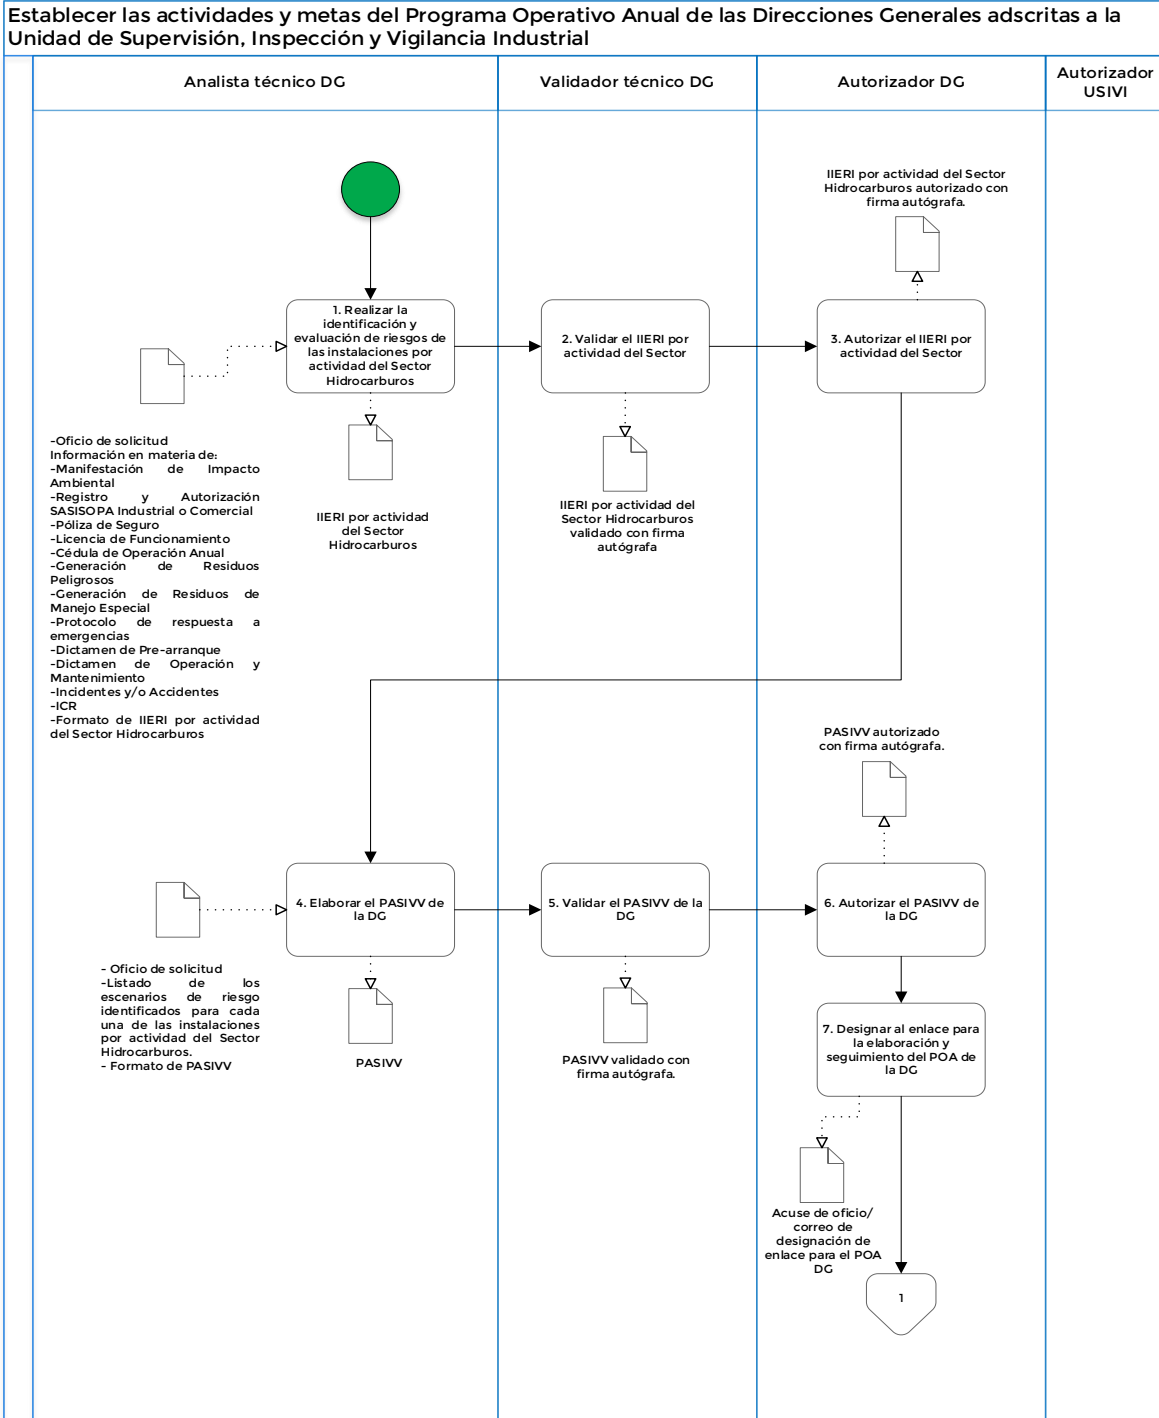 Establecer las actividades y metas del Programa Operativo Anual de las Direcciones Generales adscritas a la
Unidad de Supervisión, Inspección y Vigilancia Industrial
Analista técnico DG
Validador técnico DG
Autorizador DG
Autorizador
USIVI
IIERI por actividad del Sector
Hidrocarburos autorizado con
firma autógrafa.
1. Realizar la
identificación y
evaluación de riesgos de
las instalaciones por
actividad del Sector
Hidrocarburos
2. Validar el IIERI por
actividad del Sector
3. Autorizar el IIERI por
actividad del Sector
-Oficio de solicitud
Información en materia de:
-Manifestación de Impacto
Ambiental
-Registro y Autorización
SASISOPA Industrial o Comercial
-Póliza de Seguro
-Licencia de Funcionamiento
-Cédula de Operación Anual
-Generación de Residuos
Peligrosos
-Generación de Residuos de
Manejo Especial
-Protocolo de respuesta a
emergencias
-Dictamen de Pre-arranque
-Dictamen de Operación y
Mantenimiento
-Incidentes y/o Accidentes
-ICR
-Formato de IIERI por actividad
del Sector Hidrocarburos
IIERI por actividad
del Sector
Hidrocarburos
IIERI por actividad del
Sector Hidrocarburos
validado con firma
autógrafa
PASIVV autorizado
con firma autógrafa.
4. Elaborar el PASIVV de
la DG
5. Validar el PASIVV de la
DG
6. Autorizar el PASIVV de
la DG
- Oficio de solicitud
-Listado de los
escenarios de riesgo
identificados para cada
una de las instalaciones
por actividad del Sector
Hidrocarburos.
- Formato de PASIVV
PASIVV
PASIVV validado con
firma autógrafa.
7. Designar al enlace para
la elaboración y
seguimiento del POA de
la DG
Acuse de oficio/
correo de
designación de
enlace para el POA
DG
1